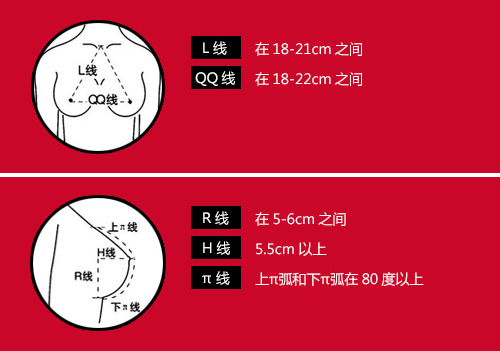 L线
QQ线
L 线 在 18-21cm 之间
QQ 线 在 18-22cm 之间
上π线
H线
R线
下π线
R 线 在 5-6cm 之间
H 线 5.5cm 以上
π 线 上π弧和下π弧在 80 度以上